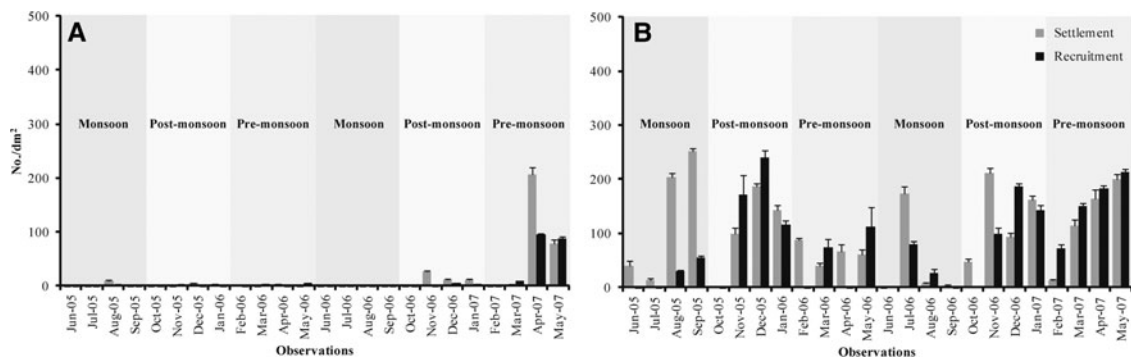 A
500
400
300
200
100
0
No./dm²
Monsoon Post-monsoon Pre-monsoon Monsoon Post-monsoon Pre-monsoon
Jun-05 Jul-05 Aug-05 Sep-05 Oct-05 Nov-05 Dec-05 Jan-06 Feb-06 Mar-06 Apr-06 May-06 Jun-06 Jul-06 Aug-06 Sep-06 Oct-06 Nov-06 Dec-06 Jan-07 Feb-07 Mar-07 Apr-07 May-07
Observations
B
Settlement
Recruitment
500
400
300
200
100
0
Monsoon Post-monsoon Pre-monsoon Monsoon Post-monsoon Pre-monsoon
Jun-05 Jul-05 Aug-05 Sep-05 Oct-05 Nov-05 Dec-05 Jan-06 Feb-06 Mar-06 Apr-06 May-06 Jun-06 Jul-06 Aug-06 Sep-06 Oct-06 Nov-06 Dec-06 Jan-07 Feb-07 Mar-07 Apr-07 May-07
Observations